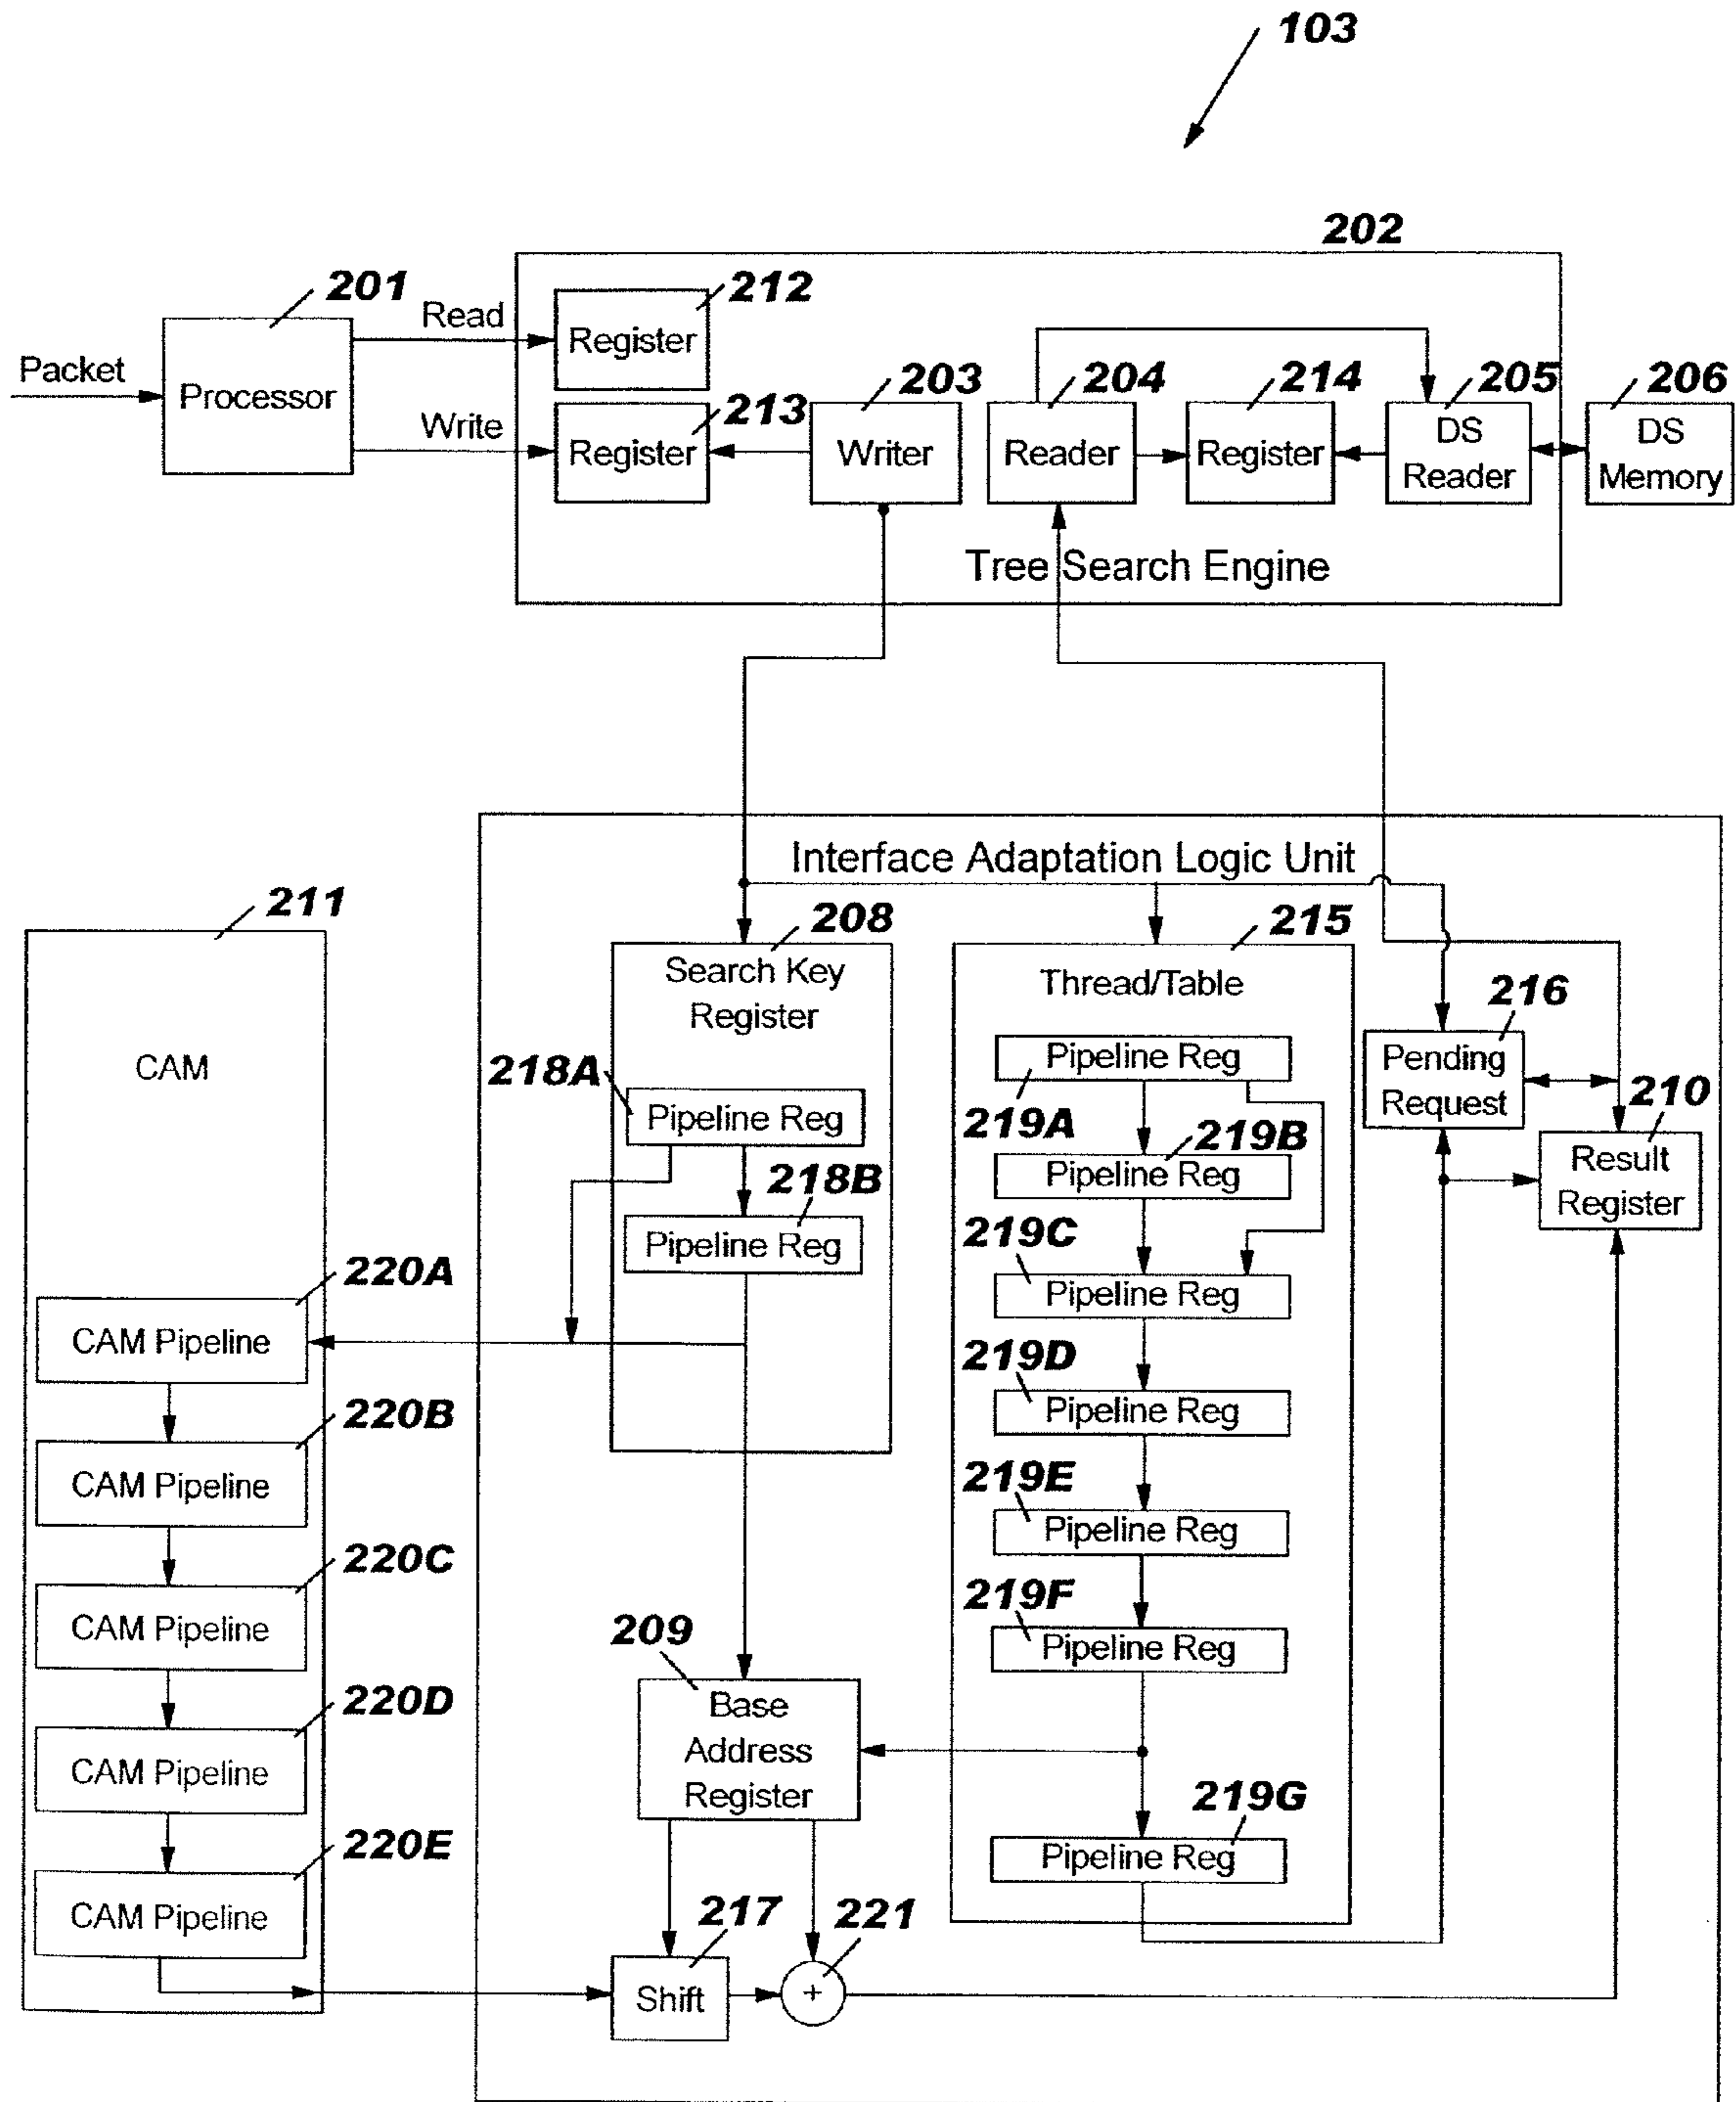 103
202
201
212
Read
Register
Packet
Processor
203
204
214
205
206
213
Write
Register
Writer
Reader
Register
DS
Reader
DS
Memory
Tree Search Engine
Interface Adaptation Logic Unit
211
208
215
Search Key
Register
Thread/Table
216
CAM
218A
Pipeline Reg
Pending
Request
210
Pipeline Reg
219A
219B
218B
Pipeline Reg
Result
Register
Pipeline Reg
219C
220A
Pipeline Reg
CAM Pipeline
219D
220B
Pipeline Reg
CAM Pipeline
219E
220C
Pipeline Reg
219F
CAM Pipeline
209
Pipeline Reg
220D
Base
Address
Register
CAM Pipeline
219G
220E
Pipeline Reg
CAM Pipeline
217
221
Shift
+